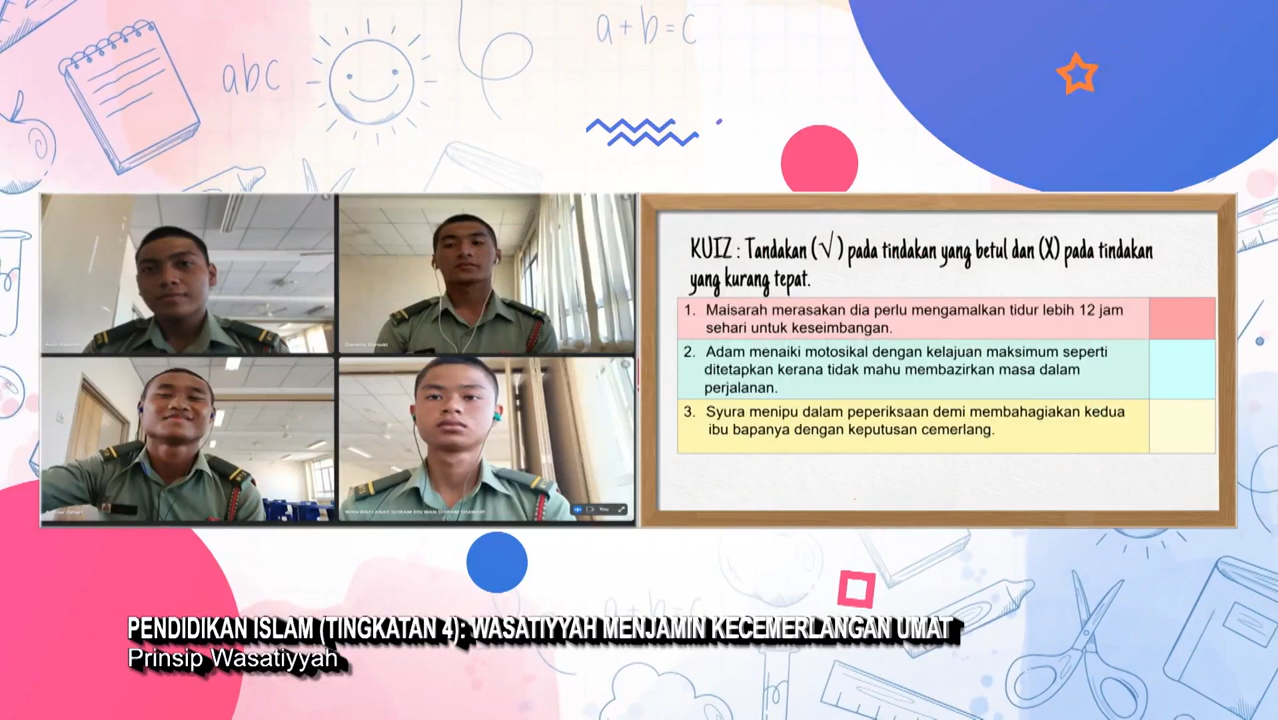 a+b=c
abc
KUIZ : Tandakan (√) pada tindakan yang betul dan (X) pada tindakan
yang kurang tepat.
1. Maisarah merasakan dia perlu mengamalkan tidur lebih 12 jam
sehari untuk keseimbangan.
2. Adam menaiki motosikal dengan kelajuan maksimum seperti
ditetapkan kerana tidak mahu membazirkan masa dalam
perjalanan.
3. Syura menipu dalam peperiksaan demi membahagiakan kedua
ibu bapanya dengan keputusan cemerlang.
You
a+b=c
PENDIDIKAN ISLAM (TINGKATAN 4): WASATIYYAH MENJAMIN KECEMERLANGAN UMAT
Prinsip Wasatiyyah